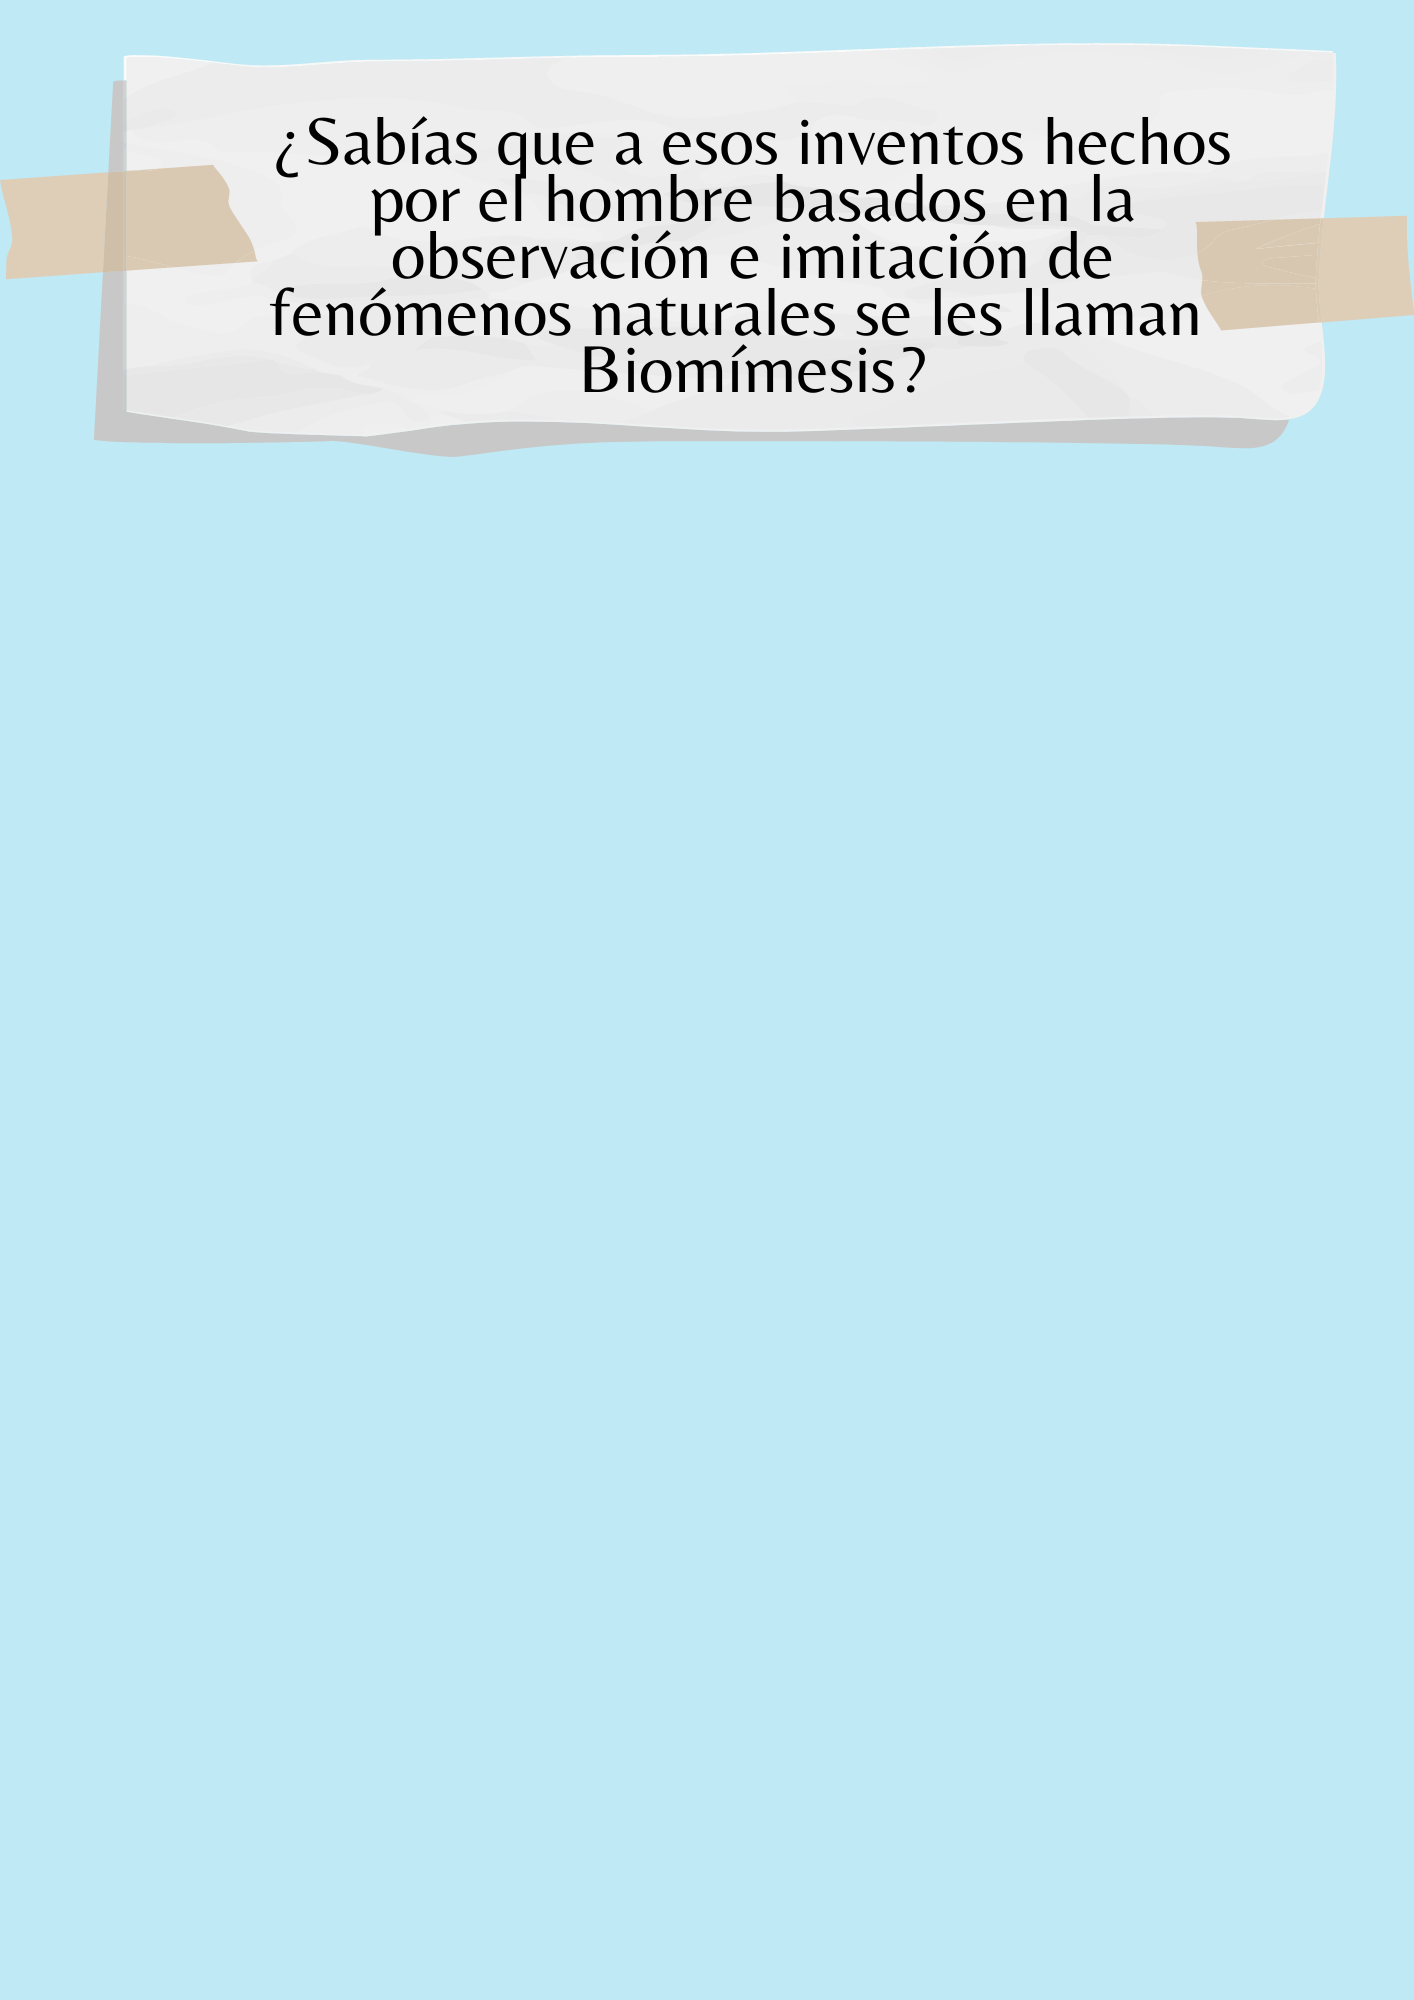 ¿Sabías que a esos inventos hechos
por el hombre basados en la
observación e imitación de
fenómenos naturales se les llaman
Biomímesis?